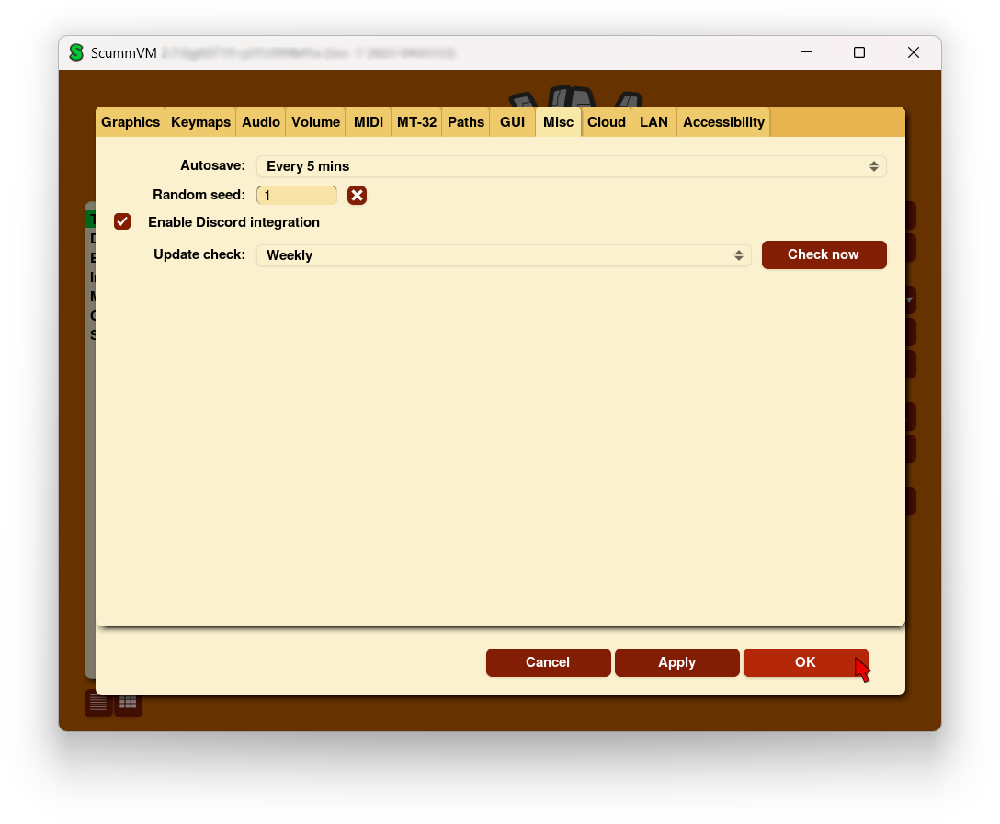 ScummVM
Graphics Keymaps Audio Volume MIDI MT-32 Paths GUI Misc Cloud LAN Accessibility
Autosave: Every 5 mins
Random seed: 1
Enable Discord integration
Update check: Weekly Check now
Cancel Apply OK